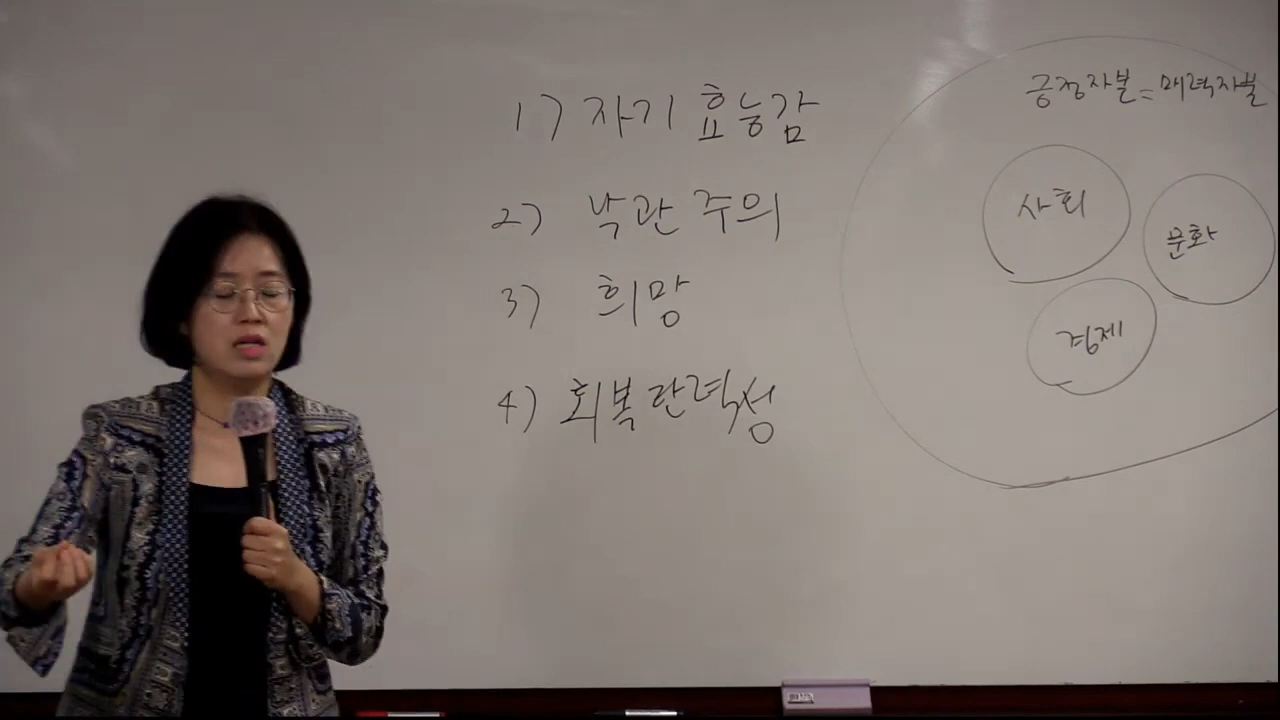 1) 자기 효능감
2) 낙관주의
3) 희망
4) 회복탄력성
긍정자본=매력자본
사회
문화
경제